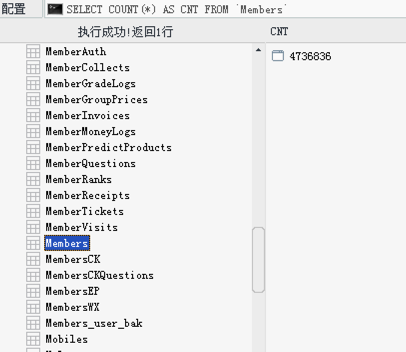 配置
SELECT COUNT(*) AS CNT FROM `Members`
执行成功!返回1行
CNT
MemberAuth
4736836
MemberCollects
MemberGradeLogs
MemberGroupPrices
MemberInvoices
MemberMoneyLogs
MemberPredictProducts
MemberQuestions
MemberRanks
MemberReceipts
MemberTickets
MemberVisits
Members
MembersCK
MembersCKQuestions
MembersEP
MembersWX
Members_user_bak
Mobiles